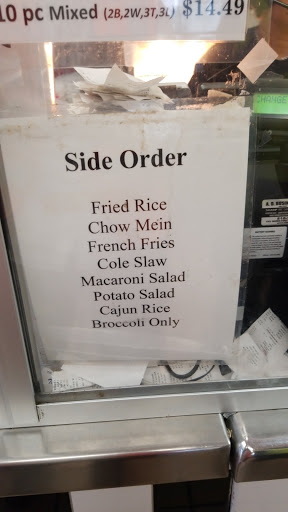 10 pc Mixed (2B,2W,3T,3L) $14.49
CHANGE
Side Order
Fried Rice
Chow Mein
French Fries
Cole Slaw
Macaroni Salad
Potato Salad
Cajun Rice
Broccoli Only